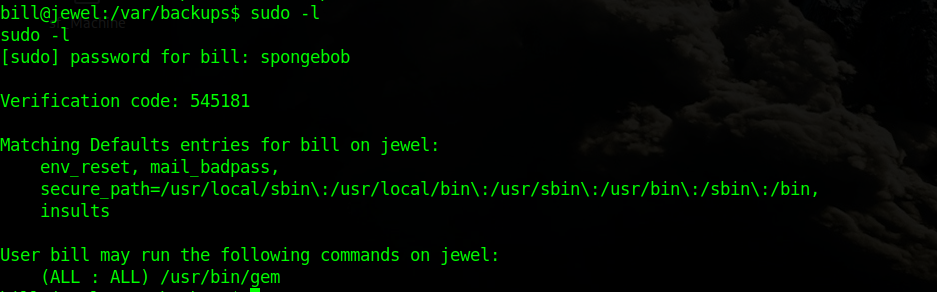 bill@jewel:/var/backups$ sudo -l
sudo -l
[sudo] password for bill: spongebob
Verification code: 545181
Matching Defaults entries for bill on jewel:
env_reset, mail_badpass,
secure_path=/usr/local/sbin\:/usr/local/bin\:/usr/sbin\:/usr/bin\:/sbin\:/bin,
insults
User bill may run the following commands on jewel:
(ALL : ALL) /usr/bin/gem